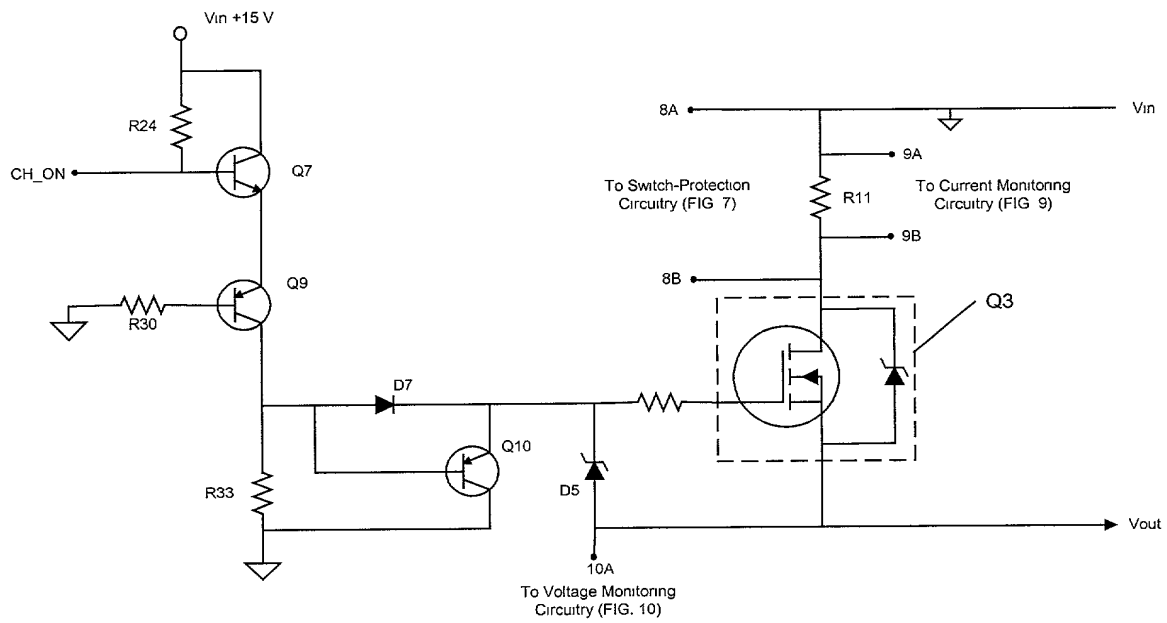 Vin +15 V
8A
Vin
R24
9A
CH_ON
Q7
To Switch-Protection
Circuitry (FIG 7)
R11
To Current Monitoring
Circuitry (FIG 9)
9B
Q9
8B
R30
Q3
D7
Q10
R33
D5
Vout
10A
To Voltage Monitoring
Circuitry (FIG. 10)